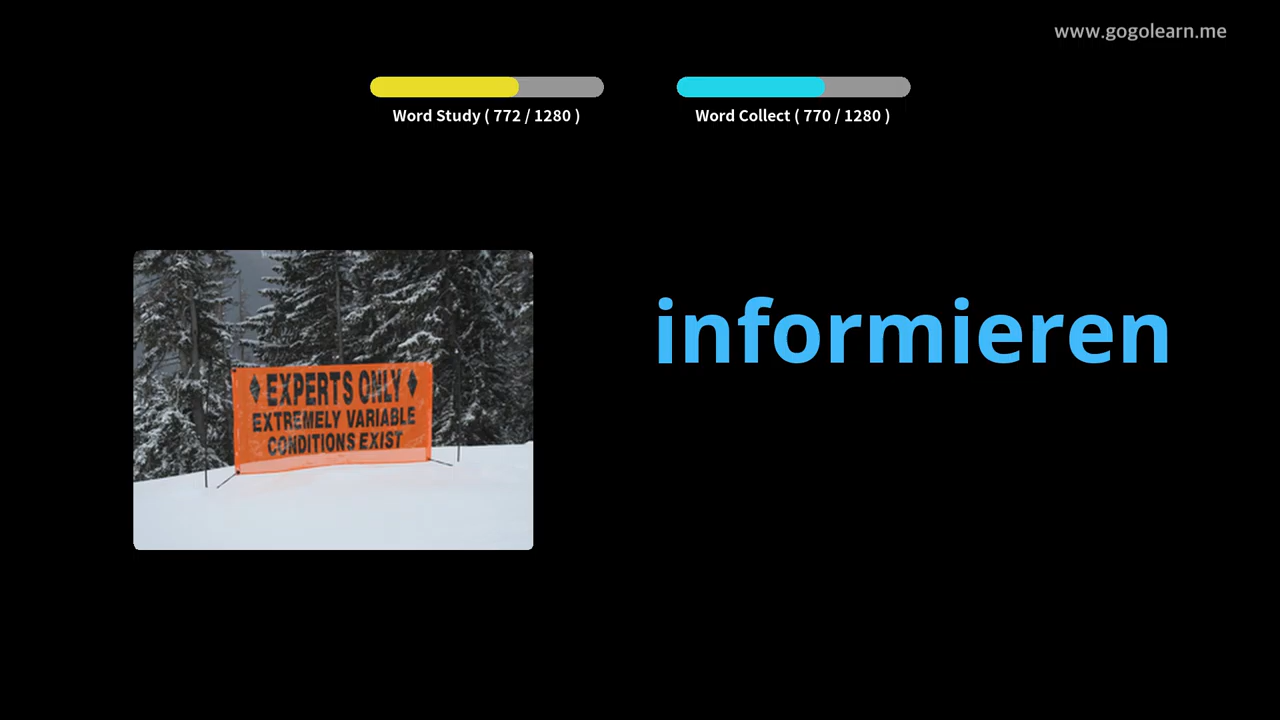 www.gogolearn.me
Word Study ( 772 / 1280 )
Word Collect ( 770 / 1280 )
EXPERTS ONLY
EXTREMELY VARIABLE
CONDITIONS EXIST
informieren